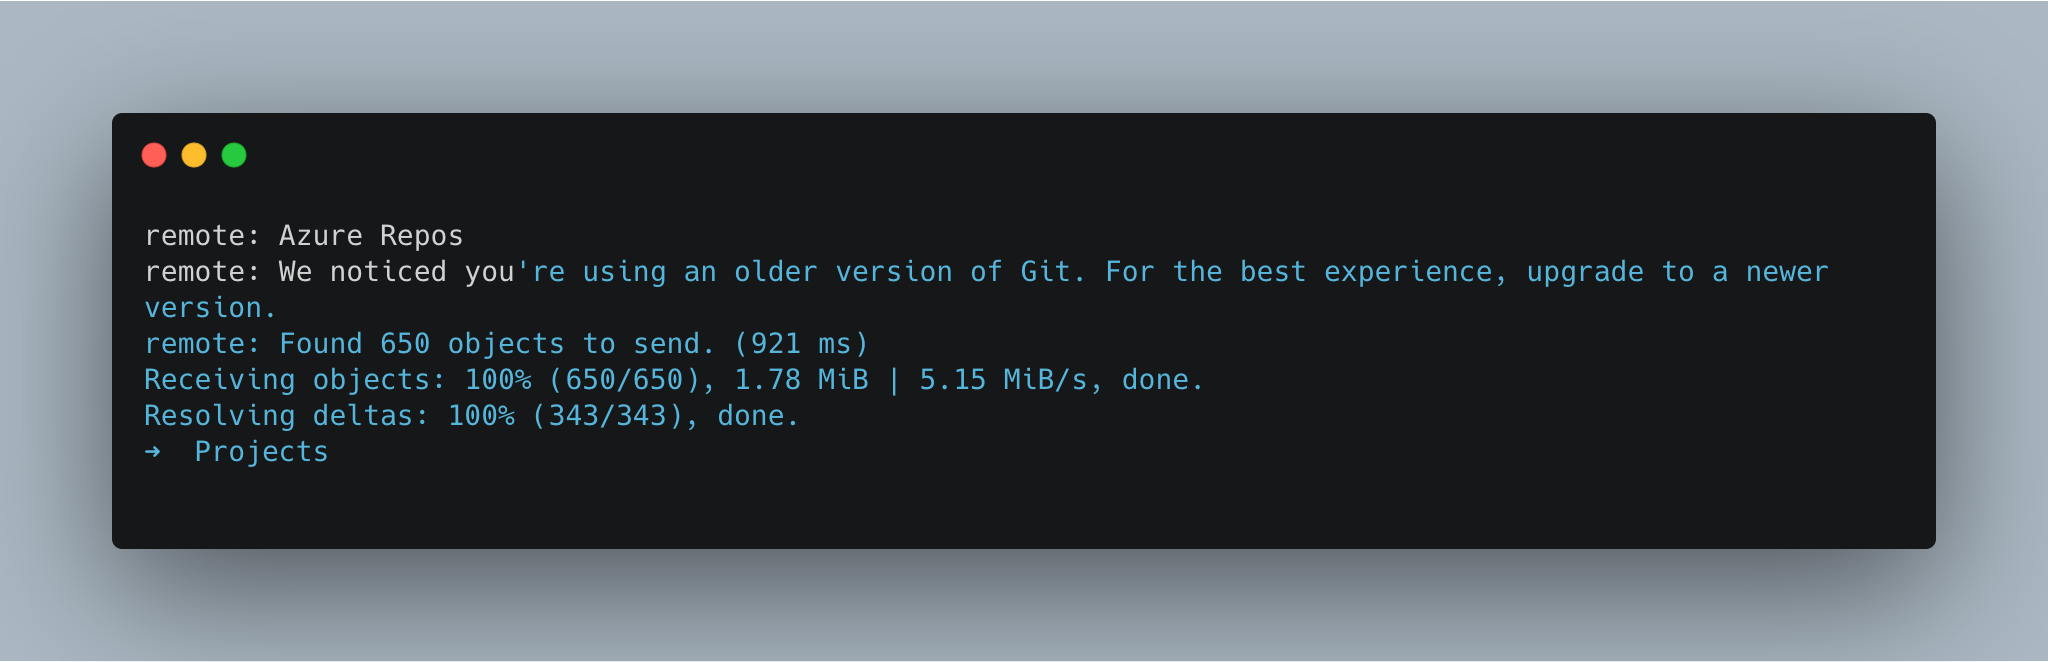 remote: Azure Repos
remote: We noticed you're using an older version of Git. For the best experience, upgrade to a newer
version.
remote: Found 650 objects to send. (921 ms)
Receiving objects: 100% (650/650), 1.78 MiB | 5.15 MiB/s, done.
Resolving deltas: 100% (343/343), done.
➜  Projects